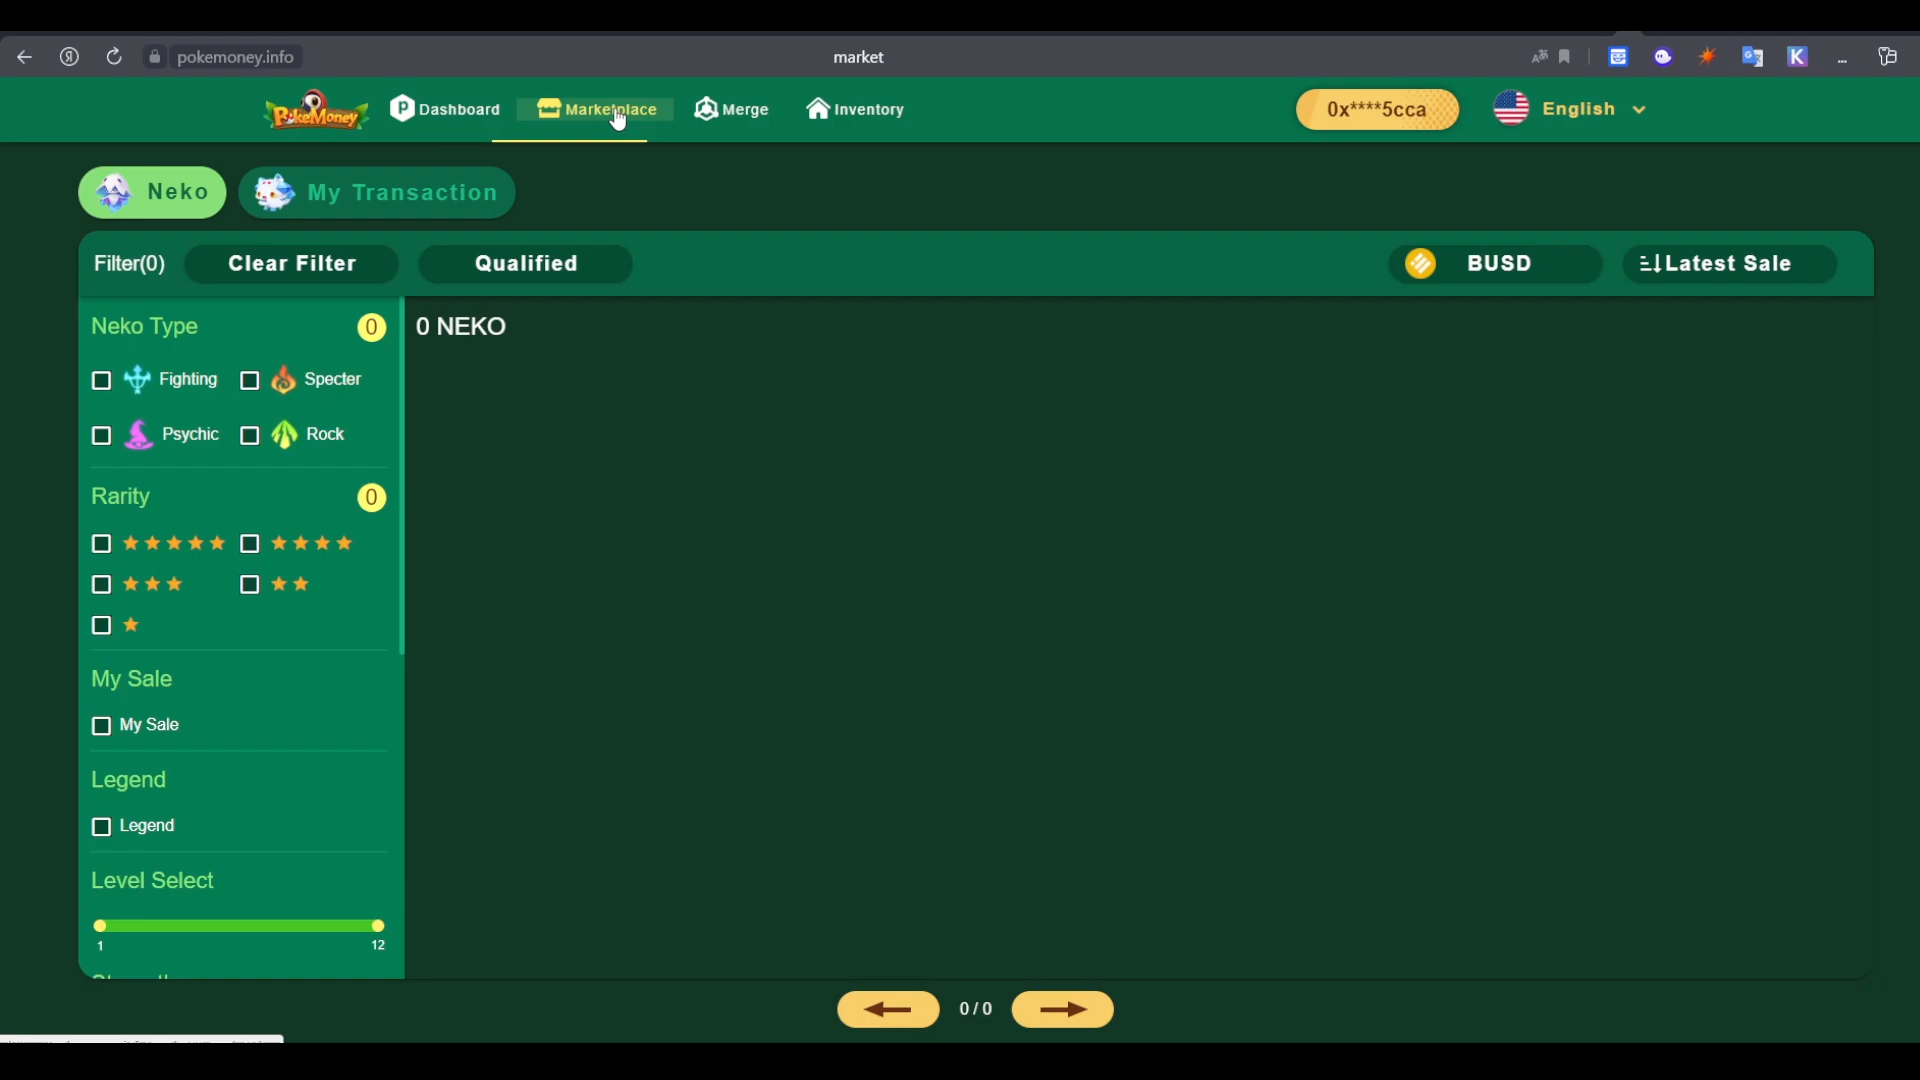 pokemoney.info
market
PokeMoney
Dashboard
Marketplace
Merge
Inventory
0x****5cca
English
Neko
My Transaction
Filter(0)
Clear Filter
Qualified
BUSD
Latest Sale
Neko Type
0
0 NEKO
Fighting
Specter
Psychic
Rock
Rarity
0
My Sale
My Sale
Legend
Legend
Level Select
1
12
0 / 0